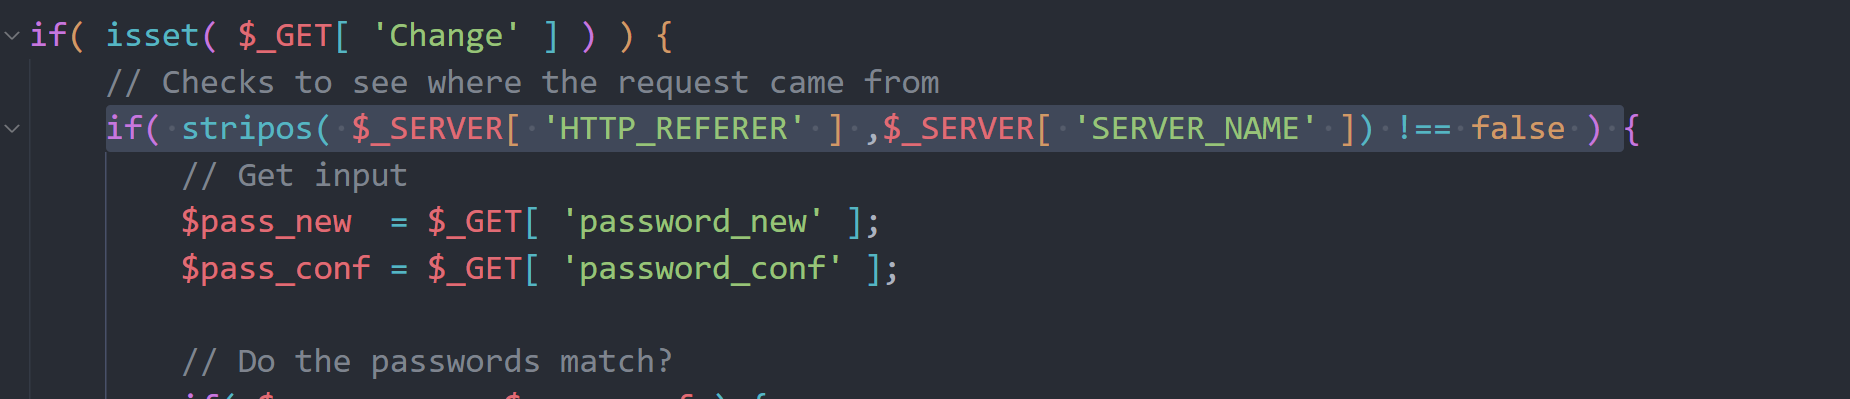 if( isset( $_GET[ 'Change' ] ) ) {
// Checks to see where the request came from
if( stripos( $_SERVER[ 'HTTP_REFERER' ] ,$_SERVER[ 'SERVER_NAME' ]) !== false ) {
// Get input
$pass_new  = $_GET[ 'password_new' ];
$pass_conf = $_GET[ 'password_conf' ];
// Do the passwords match?